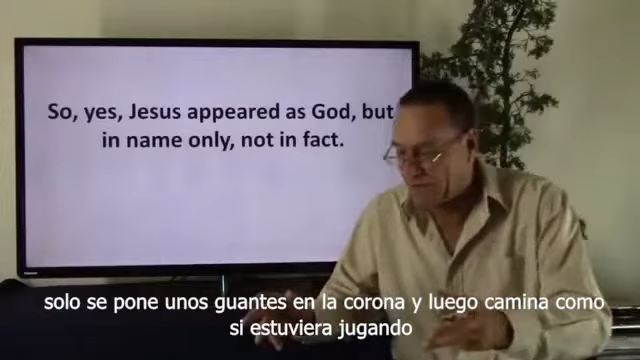 So, yes, Jesus appeared as God, but
in name only, not in fact.
solo se pone unos guantes en la corona y luego camina como
si estuviera jugando